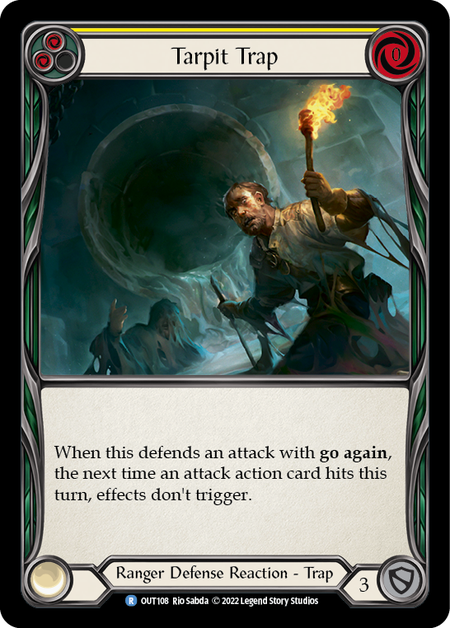 0
Tarpit Trap
When this defends an attack with go again,
the next time an attack action card hits this
turn, effects don't trigger.
Ranger Defense Reaction - Trap
3
R OUT108 Rio Sabda © 2022 Legend Story Studios